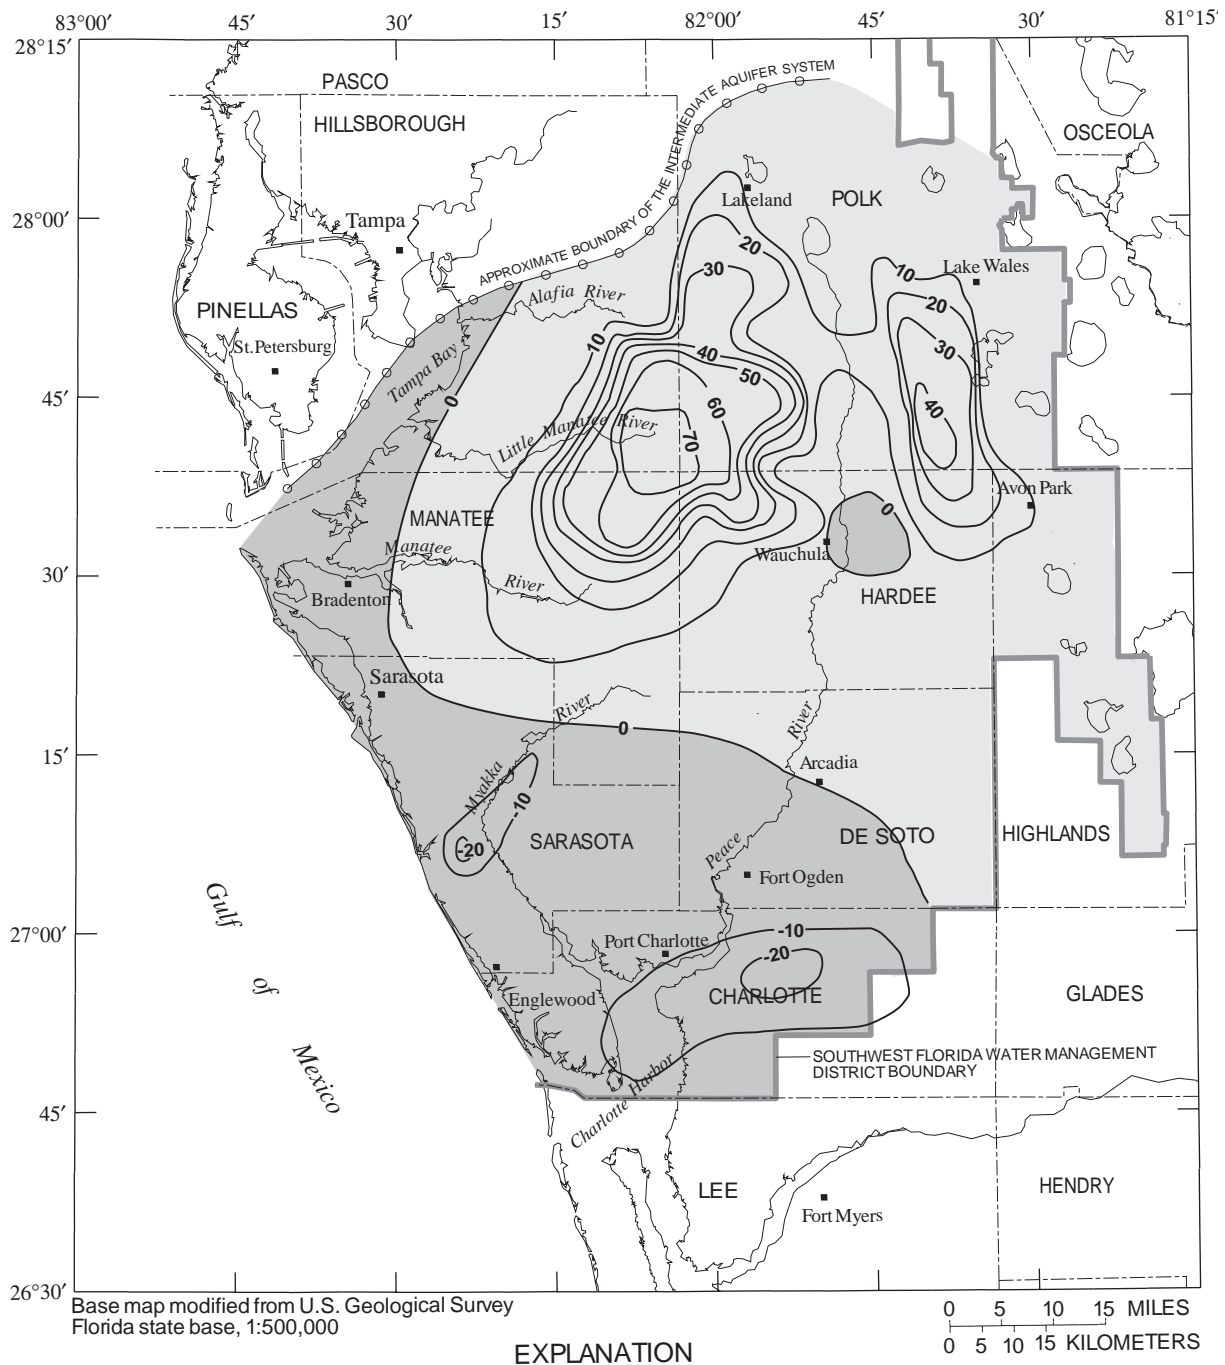 83°00′ 45′ 30′ 15′ 82°00′ 45′ 30′ 81°15′
28°15′
PASCO
APPROXIMATE BOUNDARY OF THE INTERMEDIATE AQUIFER SYSTEM
HILLSBOROUGH
OSCEOLA
Lakeland
POLK
28°00′
Tampa
20
10
Lake Wales
30
Alafia River
20
PINELLAS
St. Petersburg
10
30
40
Tampa Bay
50
45′
0
60
40
Little Manatee River
70
Avon Park
MANATEE
0
Manatee
Wauchula
30′
River
Bradenton
HARDEE
Sarasota
River
River
0
15′
Arcadia
Myakka
-10
SARASOTA
DE SOTO
HIGHLANDS
-20
Peace
Fort Ogden
Gulf
27°00′
-10
Port Charlotte
-20
of
Englewood
CHARLOTTE
GLADES
Mexico
SOUTHWEST FLORIDA WATER MANAGEMENT
DISTRICT BOUNDARY
Charlotte Harbor
45′
LEE
HENDRY
Fort Myers
26°30′
Base map modified from U.S. Geological Survey
Florida state base, 1:500,000
0 5 10 15 MILES
0 5 10 15 KILOMETERS
EXPLANATION